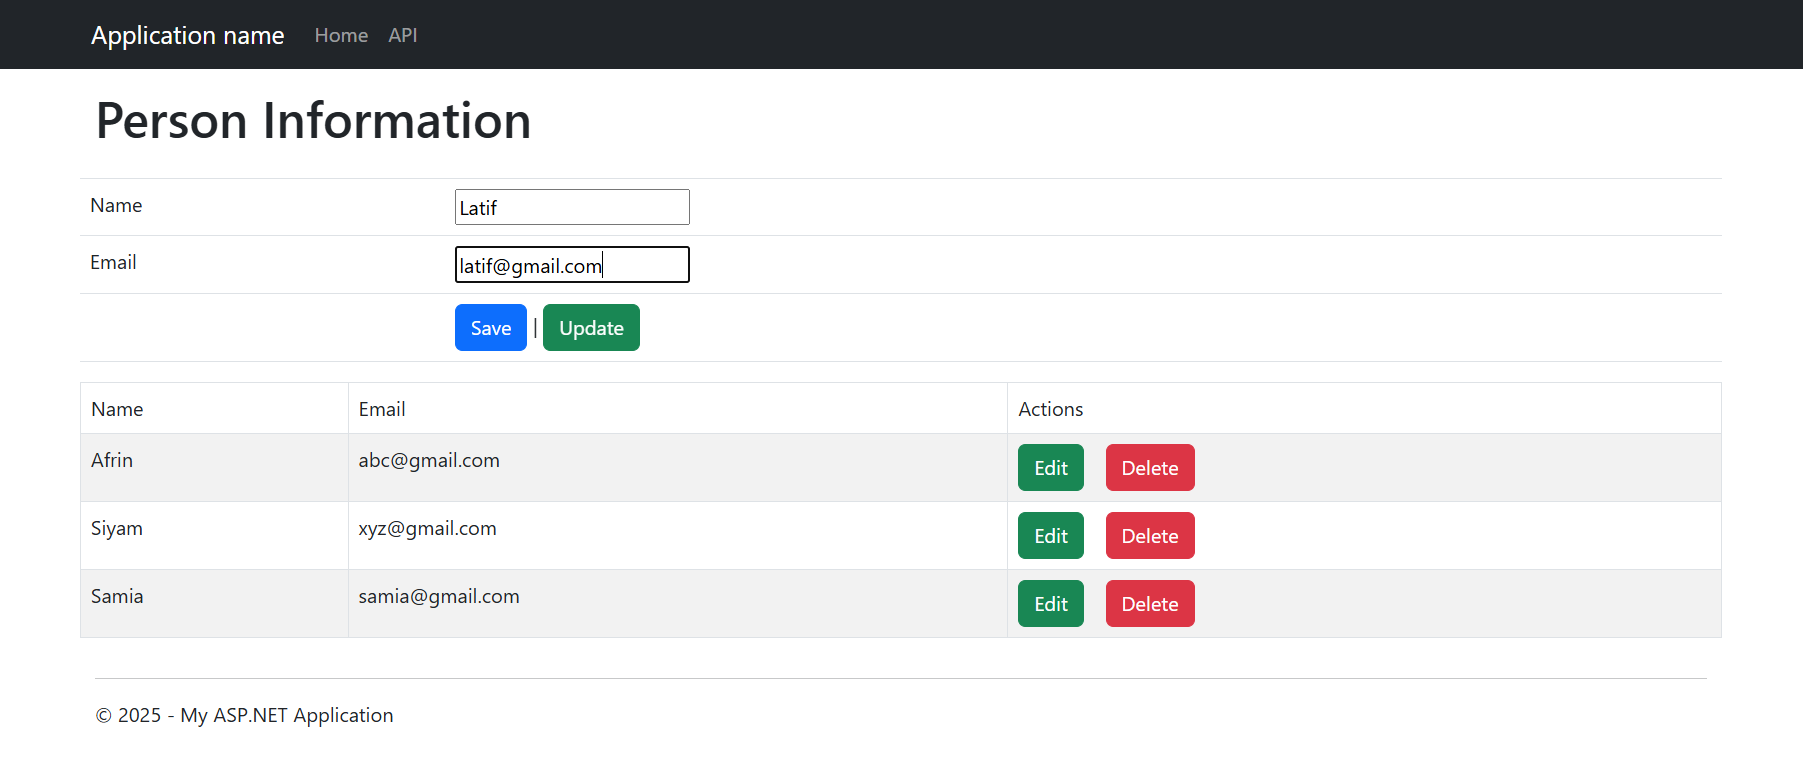 Application name Home API
Person Information
Name Latif
Email latif@gmail.com
Save | Update
Name Email Actions
Afrin abc@gmail.com Edit Delete
Siyam xyz@gmail.com Edit Delete
Samia samia@gmail.com Edit Delete
© 2025 - My ASP.NET Application